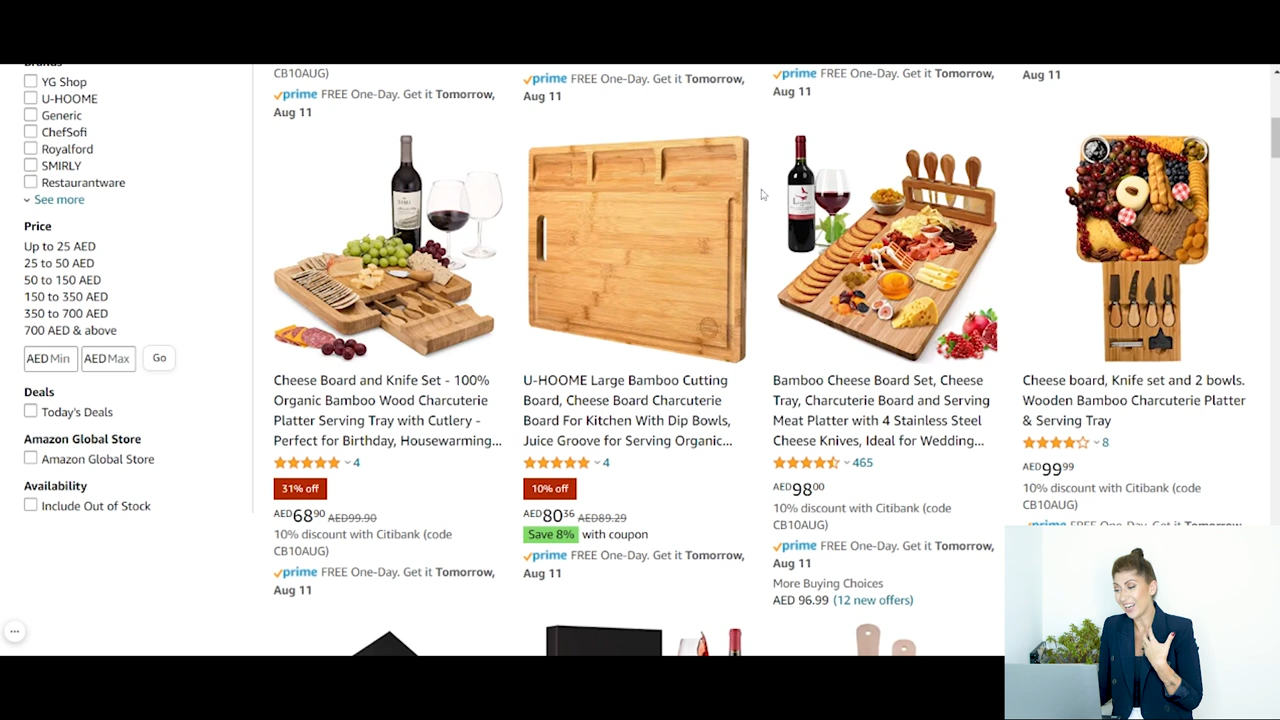 YG Shop
U-HOOME
Generic
ChefSofi
Royalford
SMIRLY
Restaurantware
See more
Price
Up to 25 AED
25 to 50 AED
50 to 150 AED
150 to 350 AED
350 to 700 AED
700 AED & above
AED Min AED Max Go
Deals
Today's Deals
Amazon Global Store
Amazon Global Store
Availability
Include Out of Stock
CB10AUG)
prime FREE One-Day. Get it Tomorrow,
Aug 11
prime FREE One-Day. Get it Tomorrow,
Aug 11
prime FREE One-Day. Get it Tomorrow,
Aug 11
Aug 11
Cheese Board and Knife Set - 100%
Organic Bamboo Wood Charcuterie
Platter Serving Tray with Cutlery -
Perfect for Birthday, Housewarming...
4
31% off
AED68.90 AED99.90
10% discount with Citibank (code
CB10AUG)
prime FREE One-Day. Get it Tomorrow,
Aug 11
U-HOOME Large Bamboo Cutting
Board, Cheese Board Charcuterie
Board For Kitchen With Dip Bowls,
Juice Groove for Serving Organic...
4
10% off
AED8036 AED89.29
Save 8% with coupon
prime FREE One-Day. Get it Tomorrow,
Aug 11
Bamboo Cheese Board Set, Cheese
Tray, Charcuterie Board and Serving
Meat Platter with 4 Stainless Steel
Cheese Knives, Ideal for Wedding...
465
AED9800
10% discount with Citibank (code
CB10AUG)
prime FREE One-Day. Get it Tomorrow,
Aug 11
More Buying Choices
AED 96.99 (12 new offers)
Cheese board, Knife set and 2 bowls.
Wooden Bamboo Charcuterie Platter
& Serving Tray
8
AED9999
10% discount with Citibank (code
CB10AUG)
prime FREE One-Day. Get it Tomorrow,